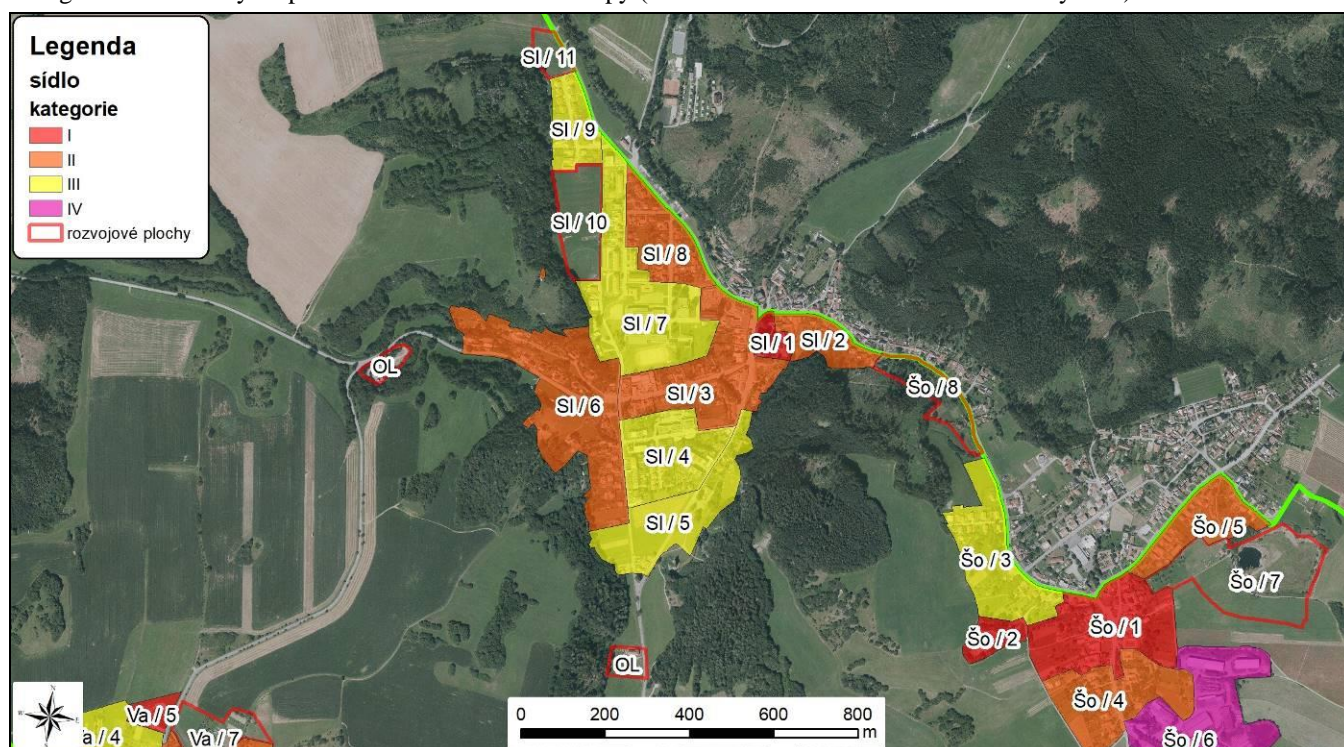 Legenda
sídlo
kategorie
I
II
III
IV
rozvojové plochy
Sl / 11
Sl / 9
Sl / 10
Sl / 8
Sl / 7
Sl / 1
Sl / 2
OL
Sl / 3
Šo / 8
Sl / 6
Sl / 4
Sl / 5
Šo / 5
Šo / 3
Šo / 7
Šo / 1
Šo / 2
OL
Šo / 4
Va / 5
Va / 4
Va / 7
Šo / 6
0 200 400 600 800
m